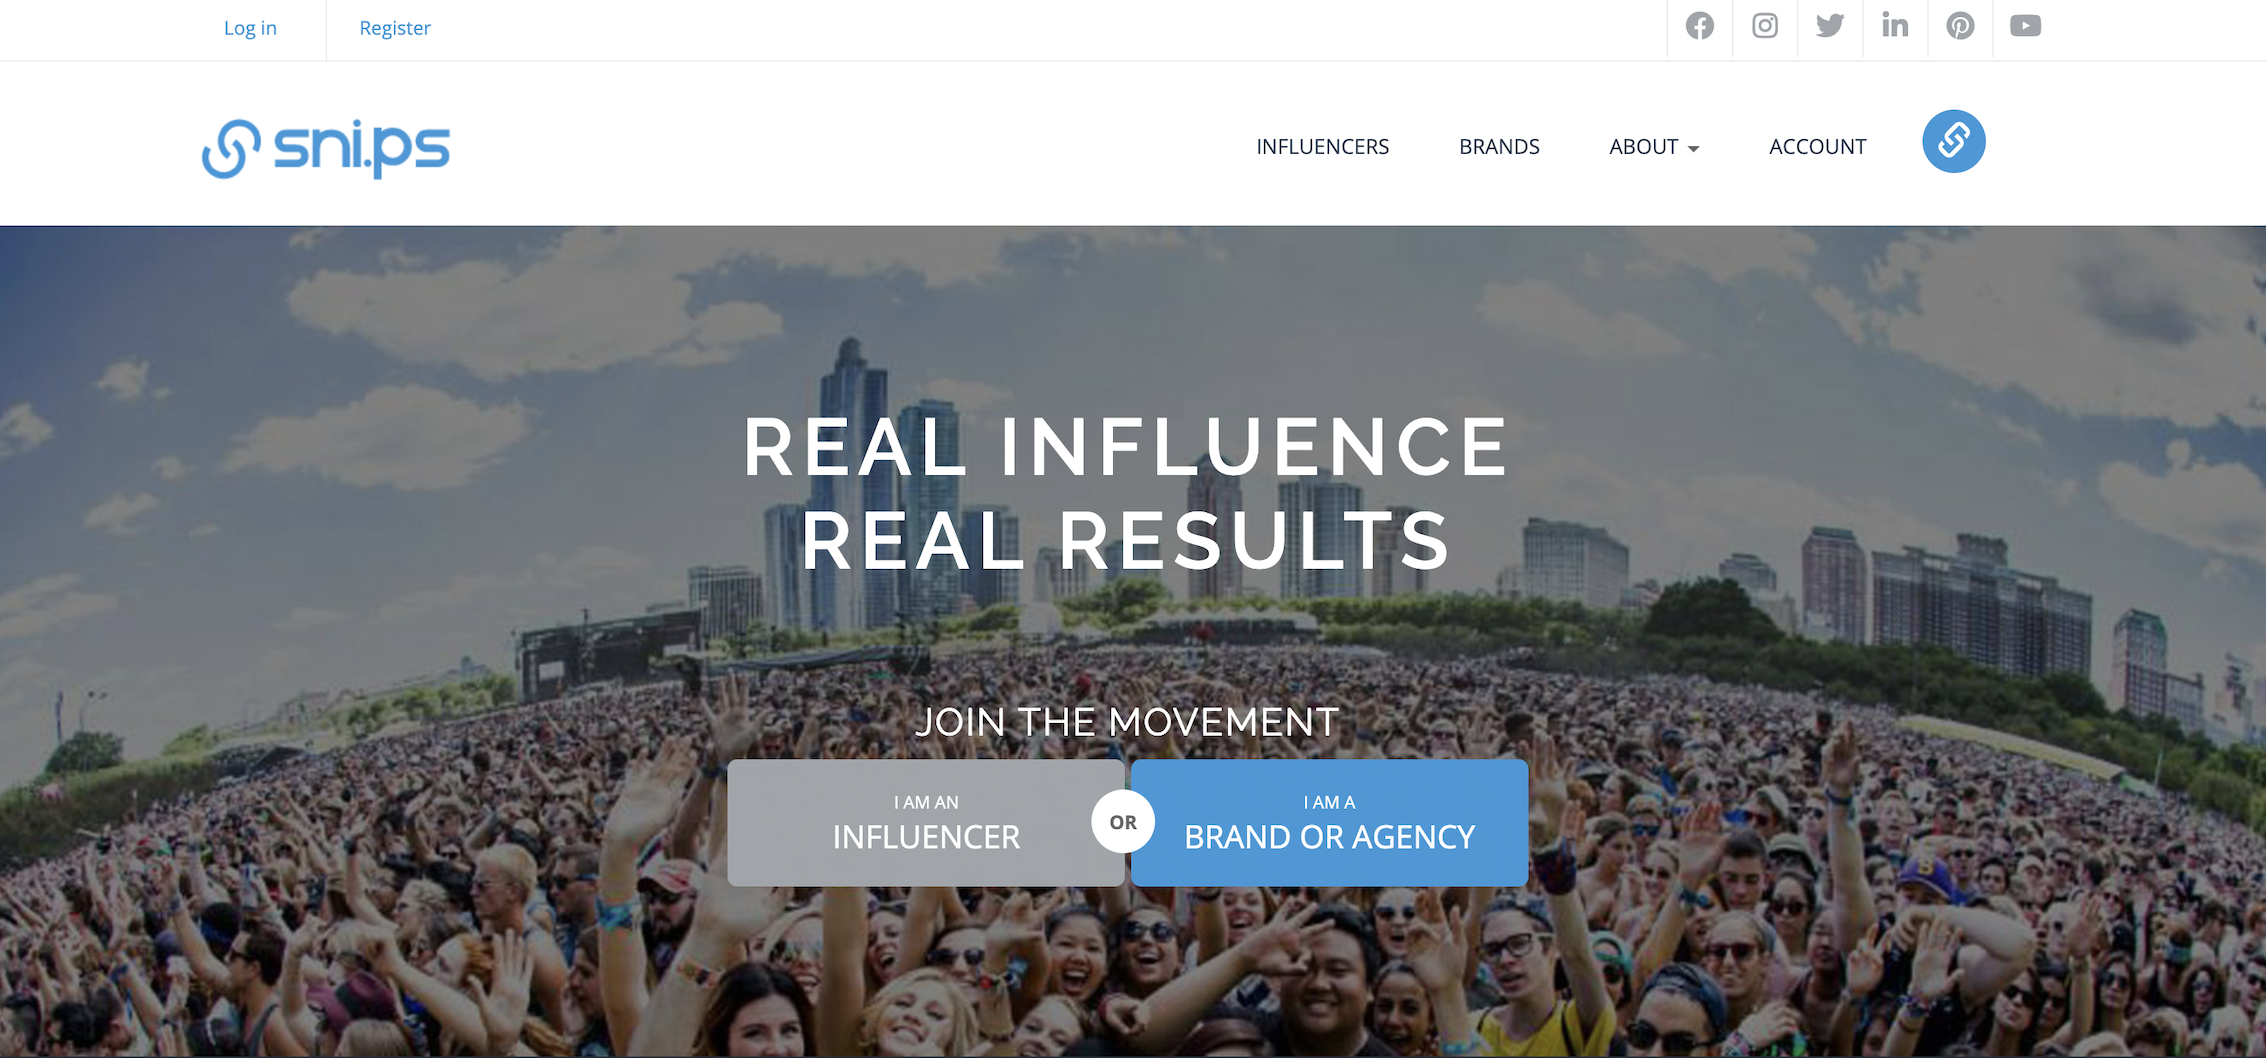 Log in
Register
sni.ps
INFLUENCERS
BRANDS
ABOUT
ACCOUNT
REAL INFLUENCE
REAL RESULTS
JOIN THE MOVEMENT
I AM AN
INFLUENCER
OR
I AM A
BRAND OR AGENCY